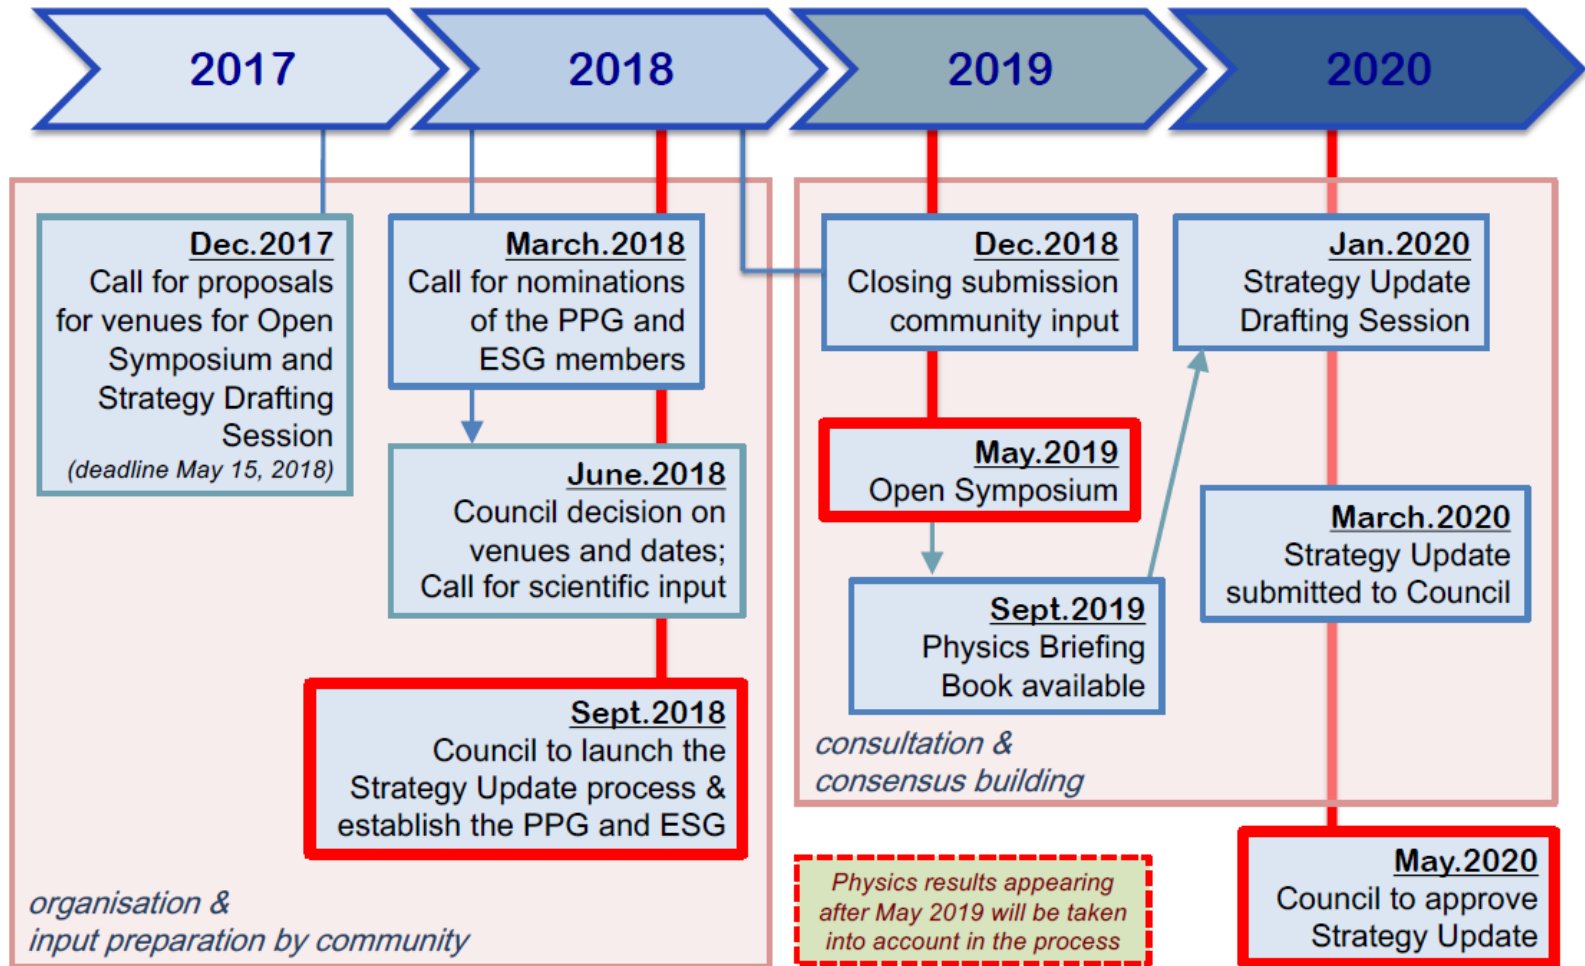 2017
2018
2019
2020
Dec.2017
Call for proposals
for venues for Open
Symposium and
Strategy Drafting
Session
(deadline May 15, 2018)
March.2018
Call for nominations
of the PPG and
ESG members
June.2018
Council decision on
venues and dates;
Call for scientific input
Sept.2018
Council to launch the
Strategy Update process &
establish the PPG and ESG
organisation &
input preparation by community
Dec.2018
Closing submission
community input
May.2019
Open Symposium
Sept.2019
Physics Briefing
Book available
Jan.2020
Strategy Update
Drafting Session
March.2020
Strategy Update
submitted to Council
consultation &
consensus building
Physics results appearing
after May 2019 will be taken
into account in the process
May.2020
Council to approve
Strategy Update